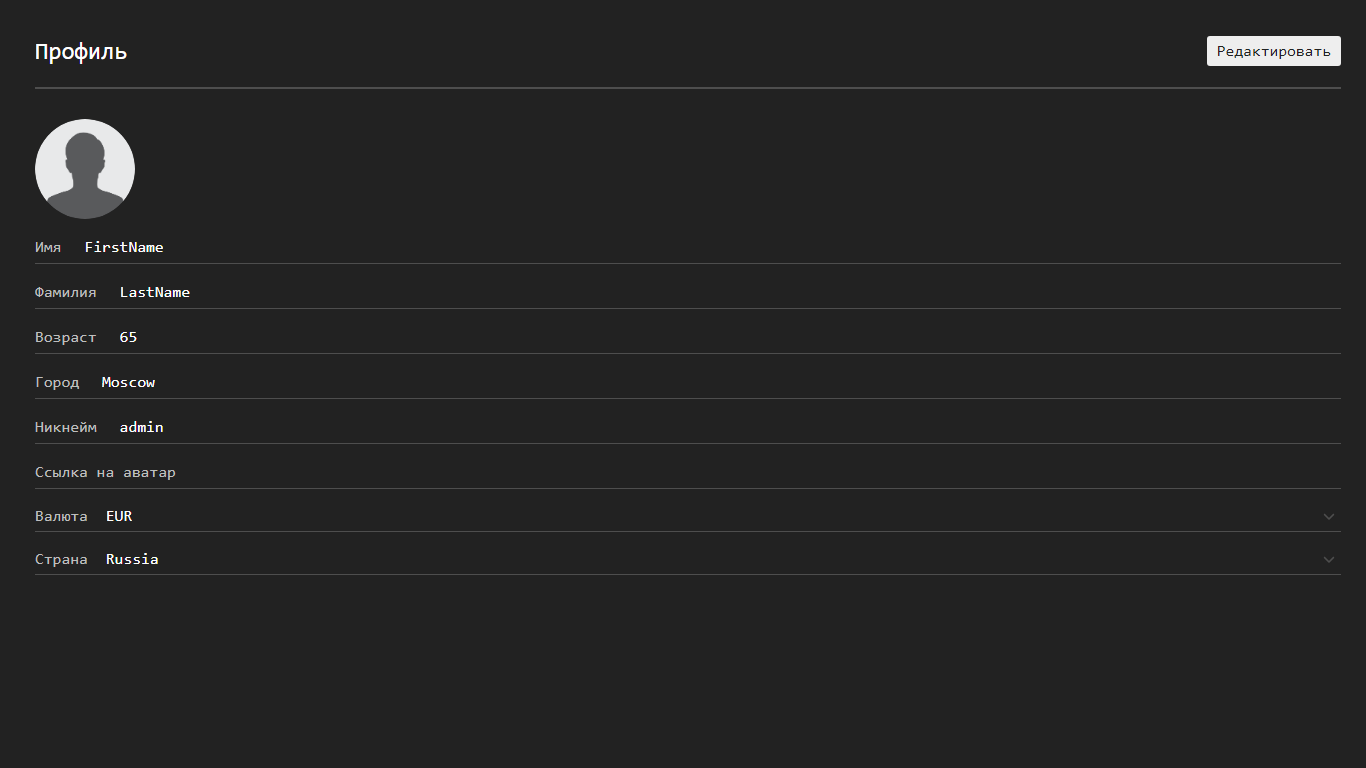 Профиль
Редактировать
Имя FirstName
Фамилия LastName
Возраст 65
Город Moscow
Никнейм admin
Ссылка на аватар
Валюта EUR
Страна Russia